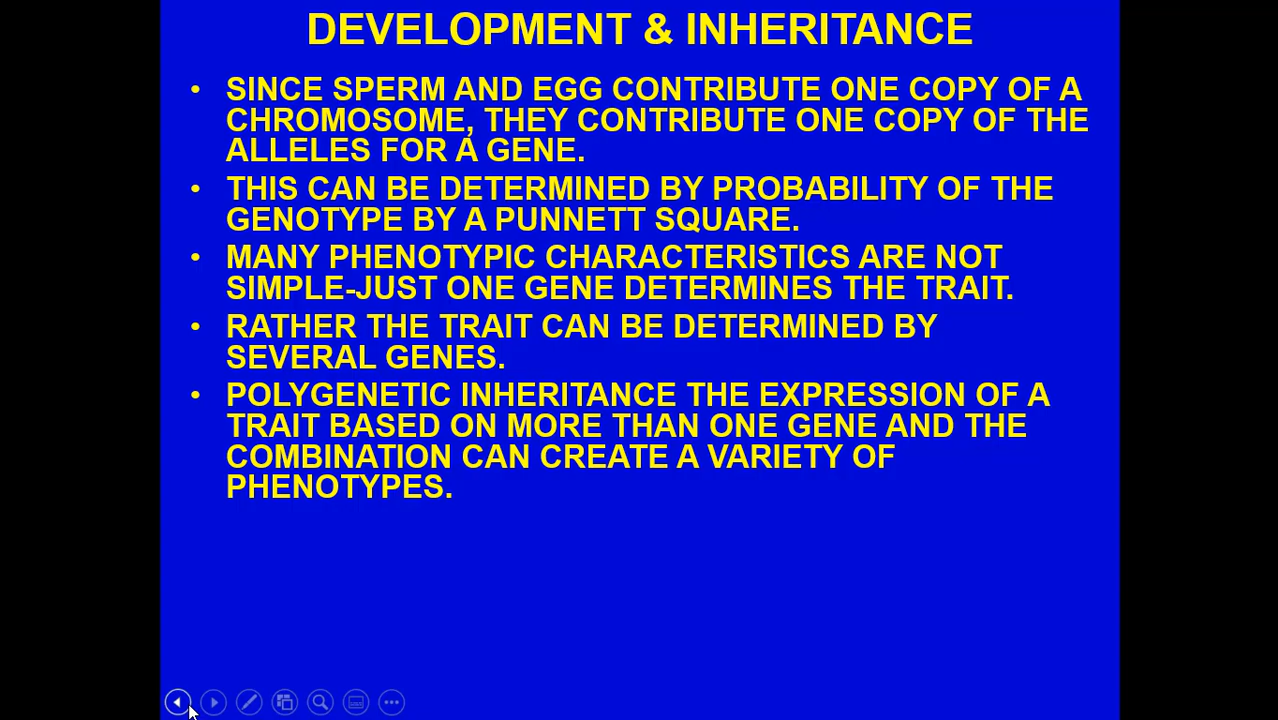 DEVELOPMENT & INHERITANCE
• SINCE SPERM AND EGG CONTRIBUTE ONE COPY OF A
CHROMOSOME, THEY CONTRIBUTE ONE COPY OF THE
ALLELES FOR A GENE.
• THIS CAN BE DETERMINED BY PROBABILITY OF THE
GENOTYPE BY A PUNNETT SQUARE.
• MANY PHENOTYPIC CHARACTERISTICS ARE NOT
SIMPLE-JUST ONE GENE DETERMINES THE TRAIT.
• RATHER THE TRAIT CAN BE DETERMINED BY
SEVERAL GENES.
• POLYGENETIC INHERITANCE THE EXPRESSION OF A
TRAIT BASED ON MORE THAN ONE GENE AND THE
COMBINATION CAN CREATE A VARIETY OF
PHENOTYPES.